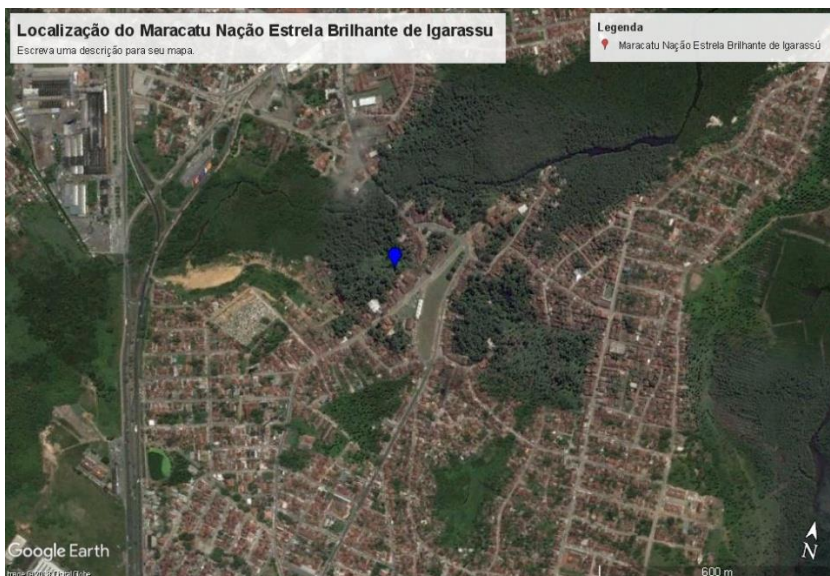 Localização do Maracatu Nação Estrela Brilhante de Igarassu
Escreva uma descrição para seu mapa.
Legenda
Maracatu Nação Estrela Brilhante de Igarassú
Google Earth
N
600 m